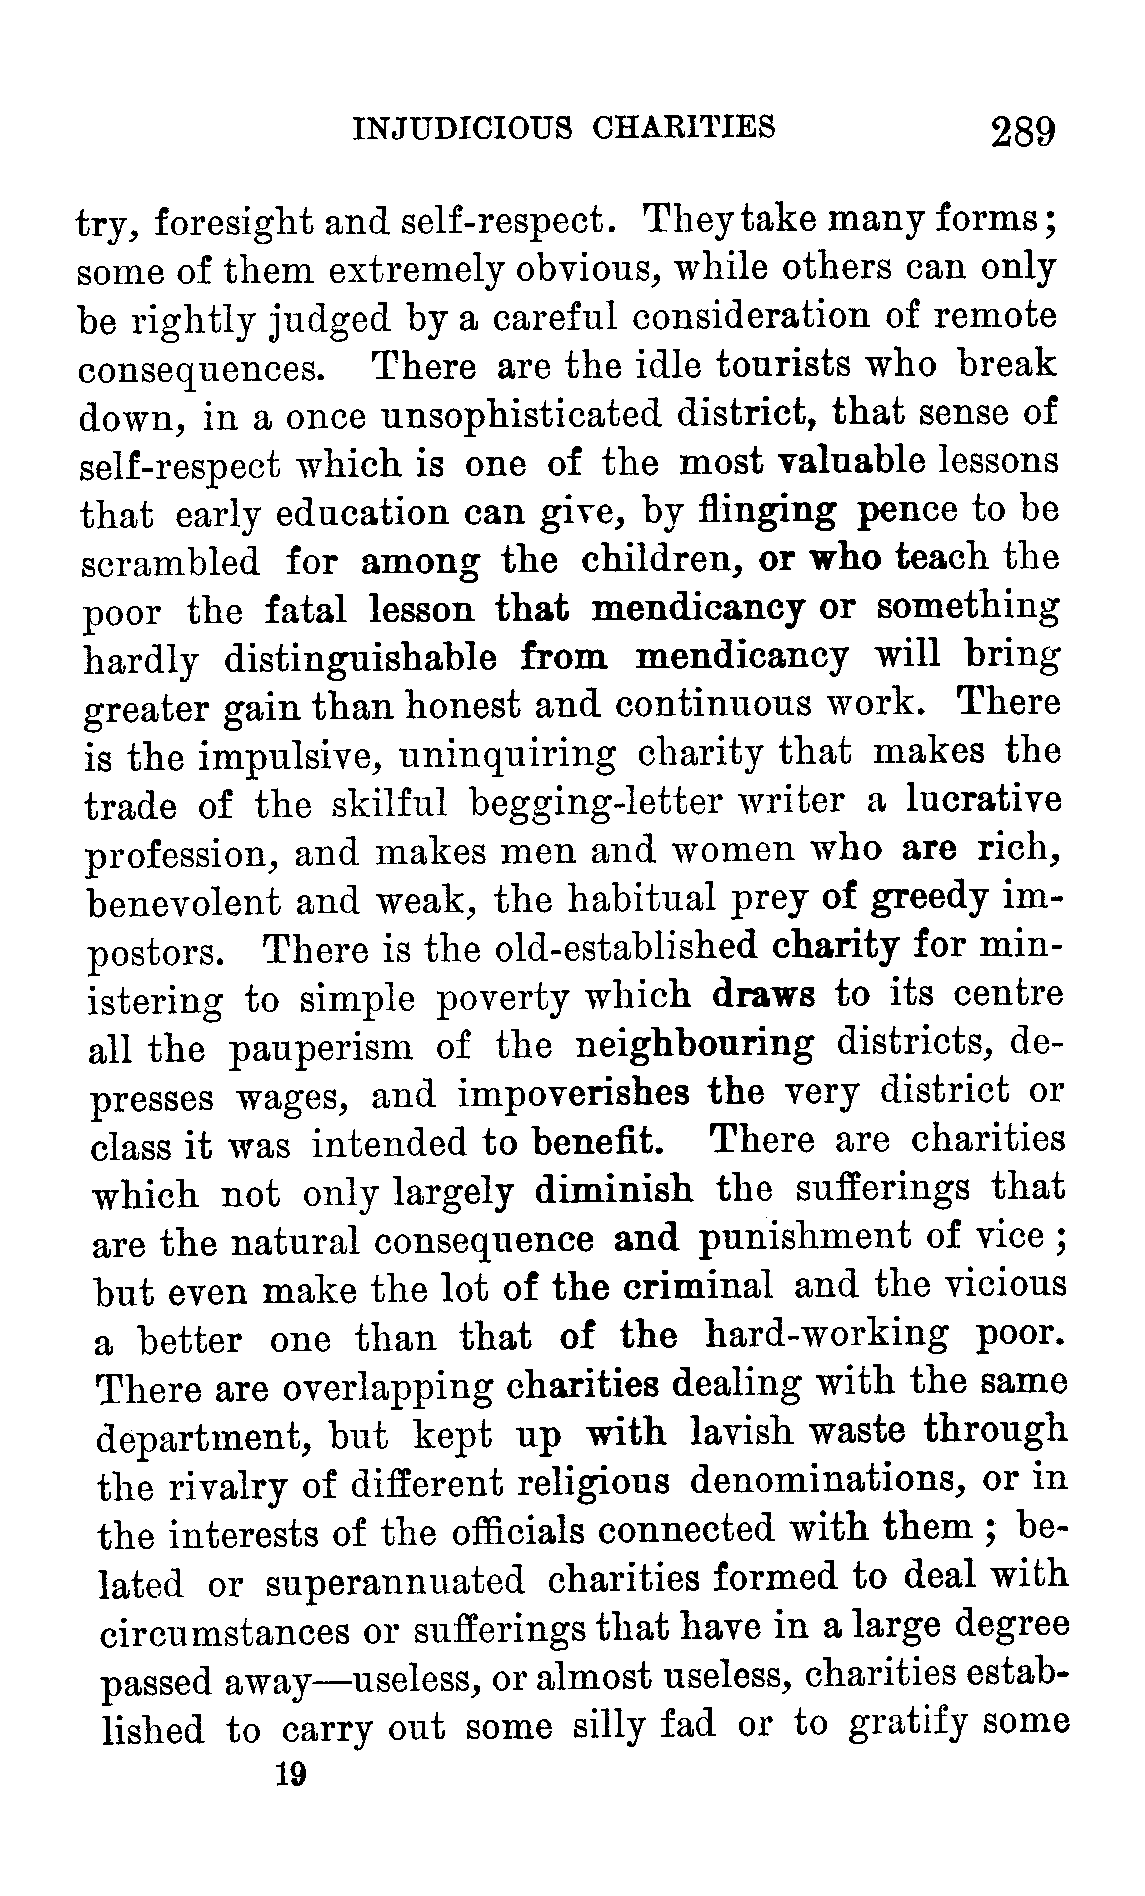 INJUDICIOUS CHARITIES 289
try, foresight and self-respect. They take many forms;
some of them extremely obvious, while others can only
be rightly judged by a careful consideration of remote
consequences. There are the idle tourists who break
down, in a once unsophisticated district, that sense of
self-respect which is one of the most valuable lessons
that early education can give, by flinging pence to be
scrambled for among the children, or who teach the
poor the fatal lesson that mendicancy or something
hardly distinguishable from mendicancy will bring
greater gain than honest and continuous work. There
is the impulsive, uninquiring charity that makes the
trade of the skilful begging-letter writer a lucrative
profession, and makes men and women who are rich,
benevolent and weak, the habitual prey of greedy im-
postors. There is the old-established charity for min-
istering to simple poverty which draws to its centre
all the pauperism of the neighbouring districts, de-
presses wages, and impoverishes the very district or
class it was intended to benefit. There are charities
which not only largely diminish the sufferings that
are the natural consequence and punishment of vice ;
but even make the lot of the criminal and the vicious
a better one than that of the hard-working poor.
There are overlapping charities dealing with the same
department, but kept up with lavish waste through
the rivalry of different religious denominations, or in
the interests of the officials connected with them ; be-
lated or superannuated charities formed to deal with
circumstances or sufferings that have in a large degree
passed away—useless, or almost useless, charities estab-
lished to carry out some silly fad or to gratify some
19